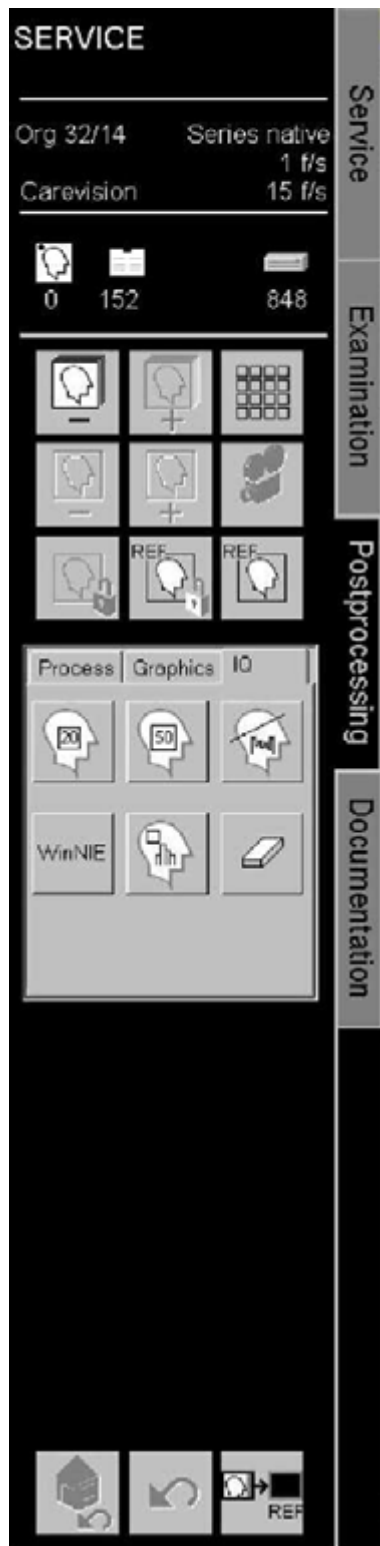 SERVICE
Org 32/14 Series native
1 f/s
Carevision 15 f/s
0 152 848
REF
REF
Process Graphics IQ
20 50
WinNIE
REF
Service
Examination
Postprocessing
Documentation